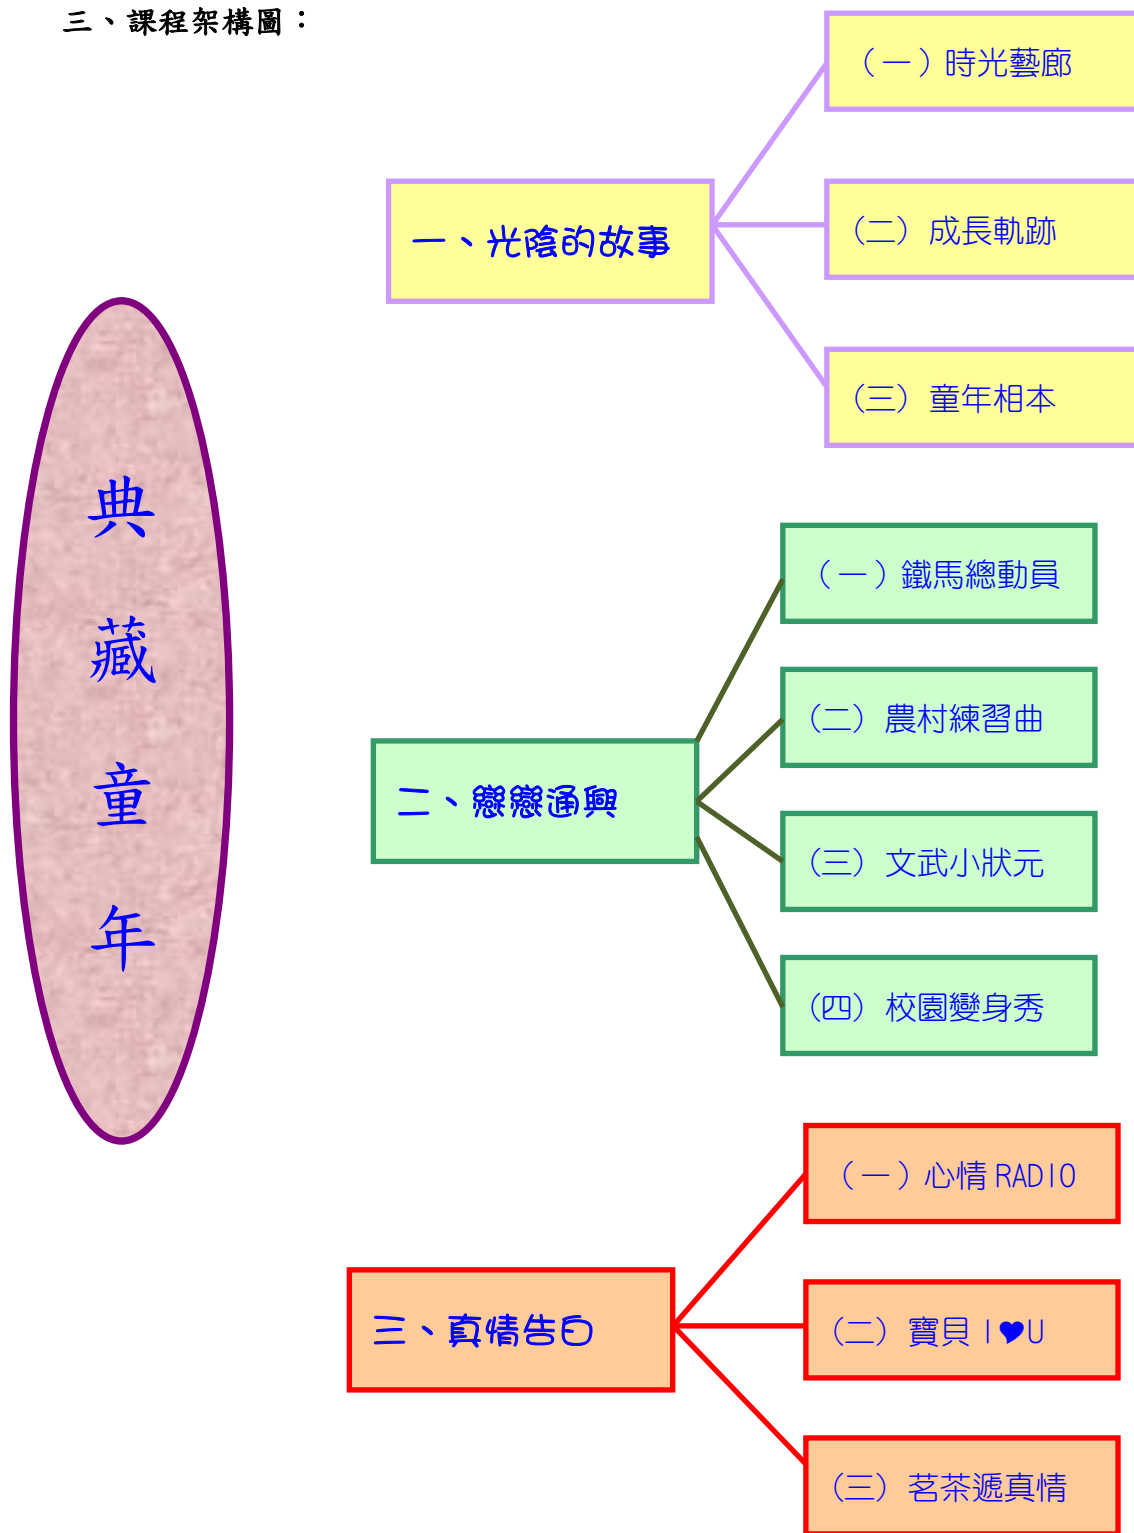 三、課程架構圖：
典
藏
童
年
一、光陰的故事
（一）時光藝廊
（二）成長軌跡
（三）童年相本
二、戀戀通興
（一）鐵馬總動員
（二）農村練習曲
（三）文武小狀元
（四）校園變身秀
三、真情告白
（一）心情 RADIO
（二）寶貝 I♥U
（三）茗茶遞真情